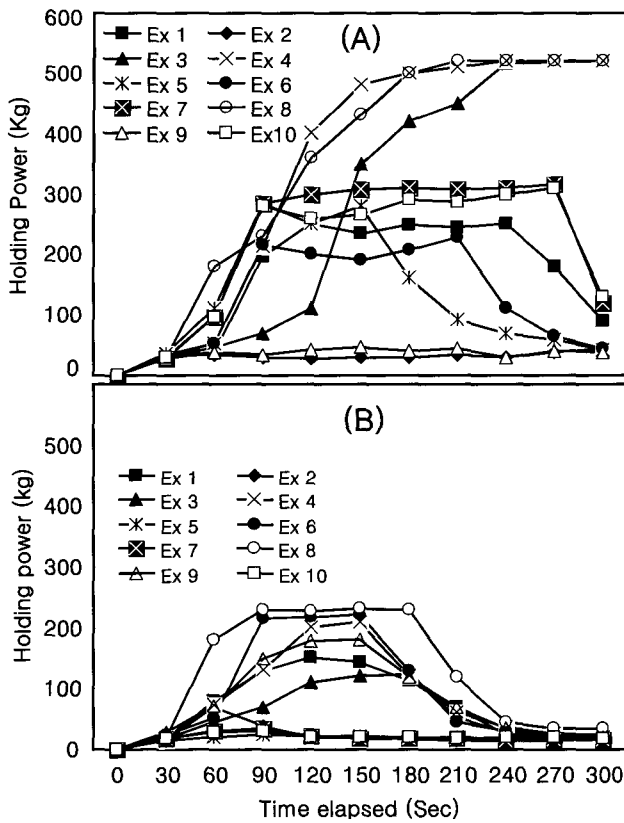 (A)
Holding Power (Kg)
600
500
400
300
200
100
0
Ex 1 Ex 2
Ex 3 Ex 4
Ex 5 Ex 6
Ex 7 Ex 8
Ex 9 Ex10
(B)
Holding power (kg)
500
400
300
200
100
0
Ex 1 Ex 2
Ex 3 Ex 4
Ex 5 Ex 6
Ex 7 Ex 8
Ex 9 Ex 10
0 30 60 90 120 150 180 210 240 270 300
Time elapsed (Sec)